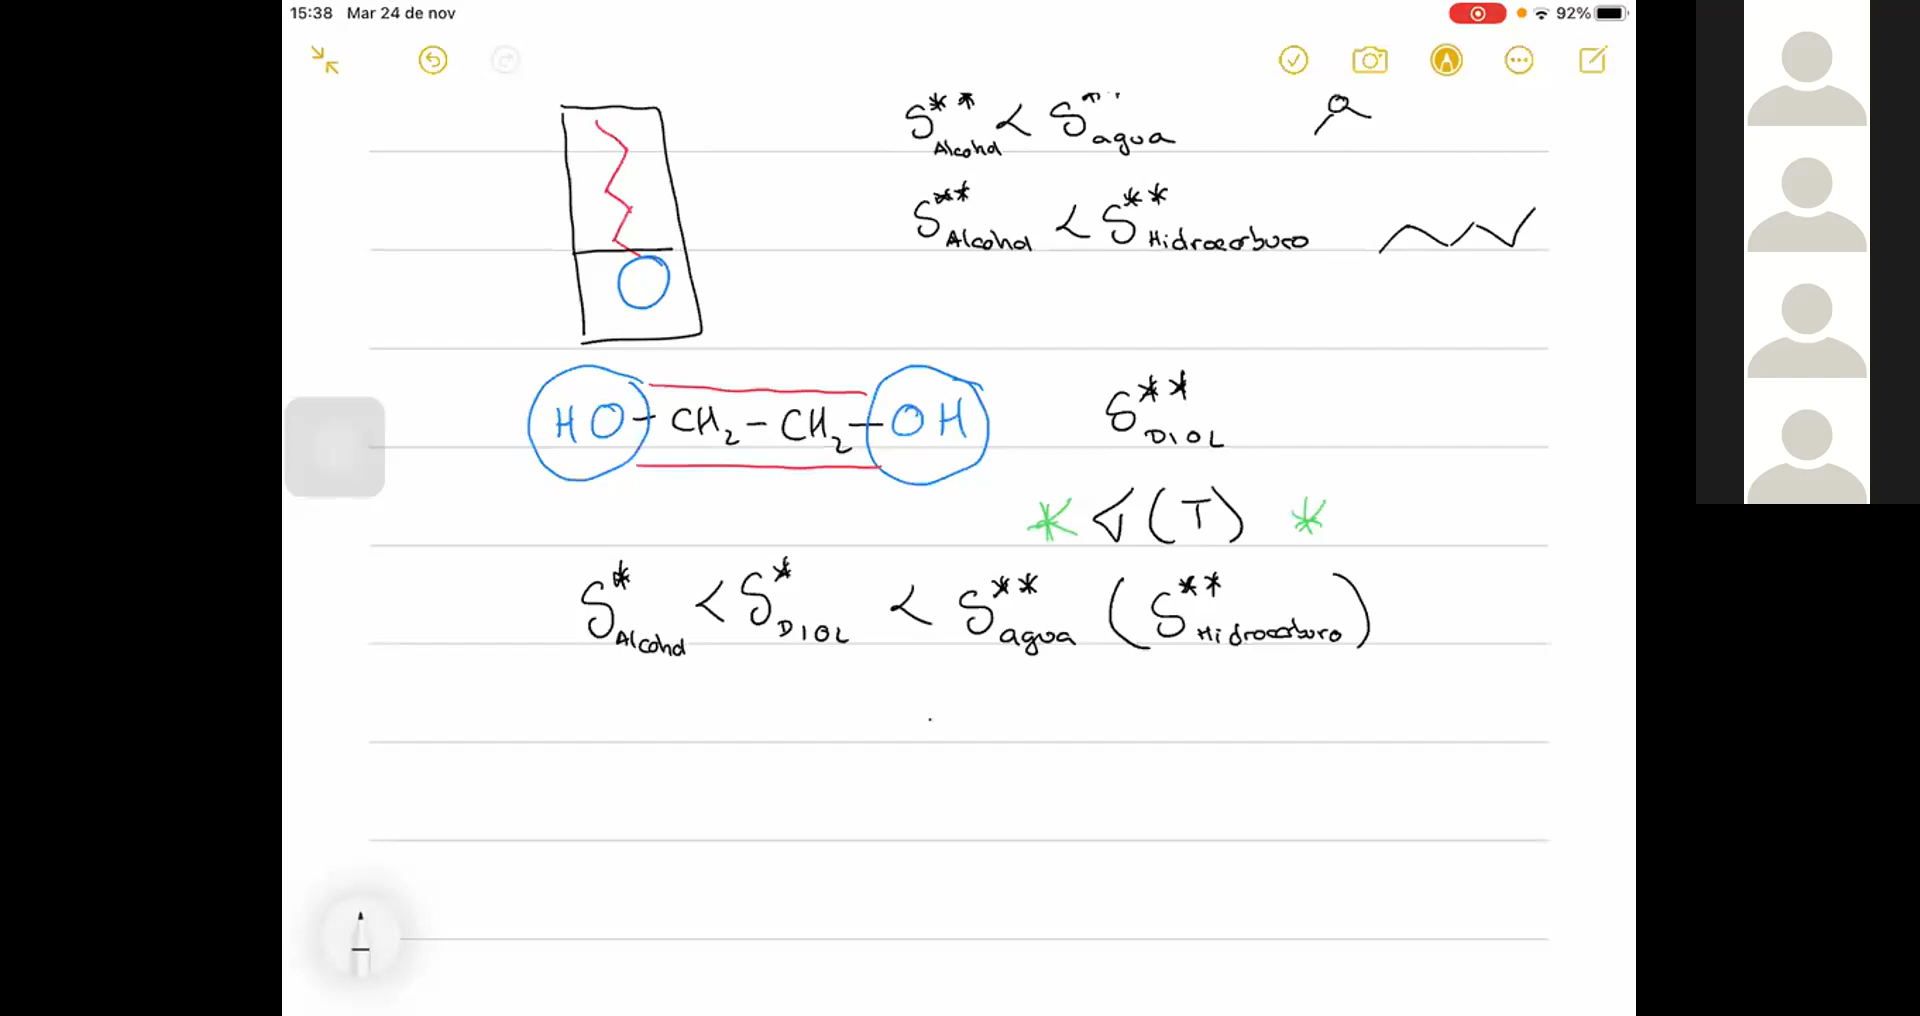 15:38 Mar 24 de nov 92%
S** Alcohol < S** agua
S** Alcohol < S** Hidrocarburo
HO-CH2-CH2-OH S** DIOL
* ∇(T) *
S* Alcohol < S* DIOL < S** agua (S** Hidrocarburo)